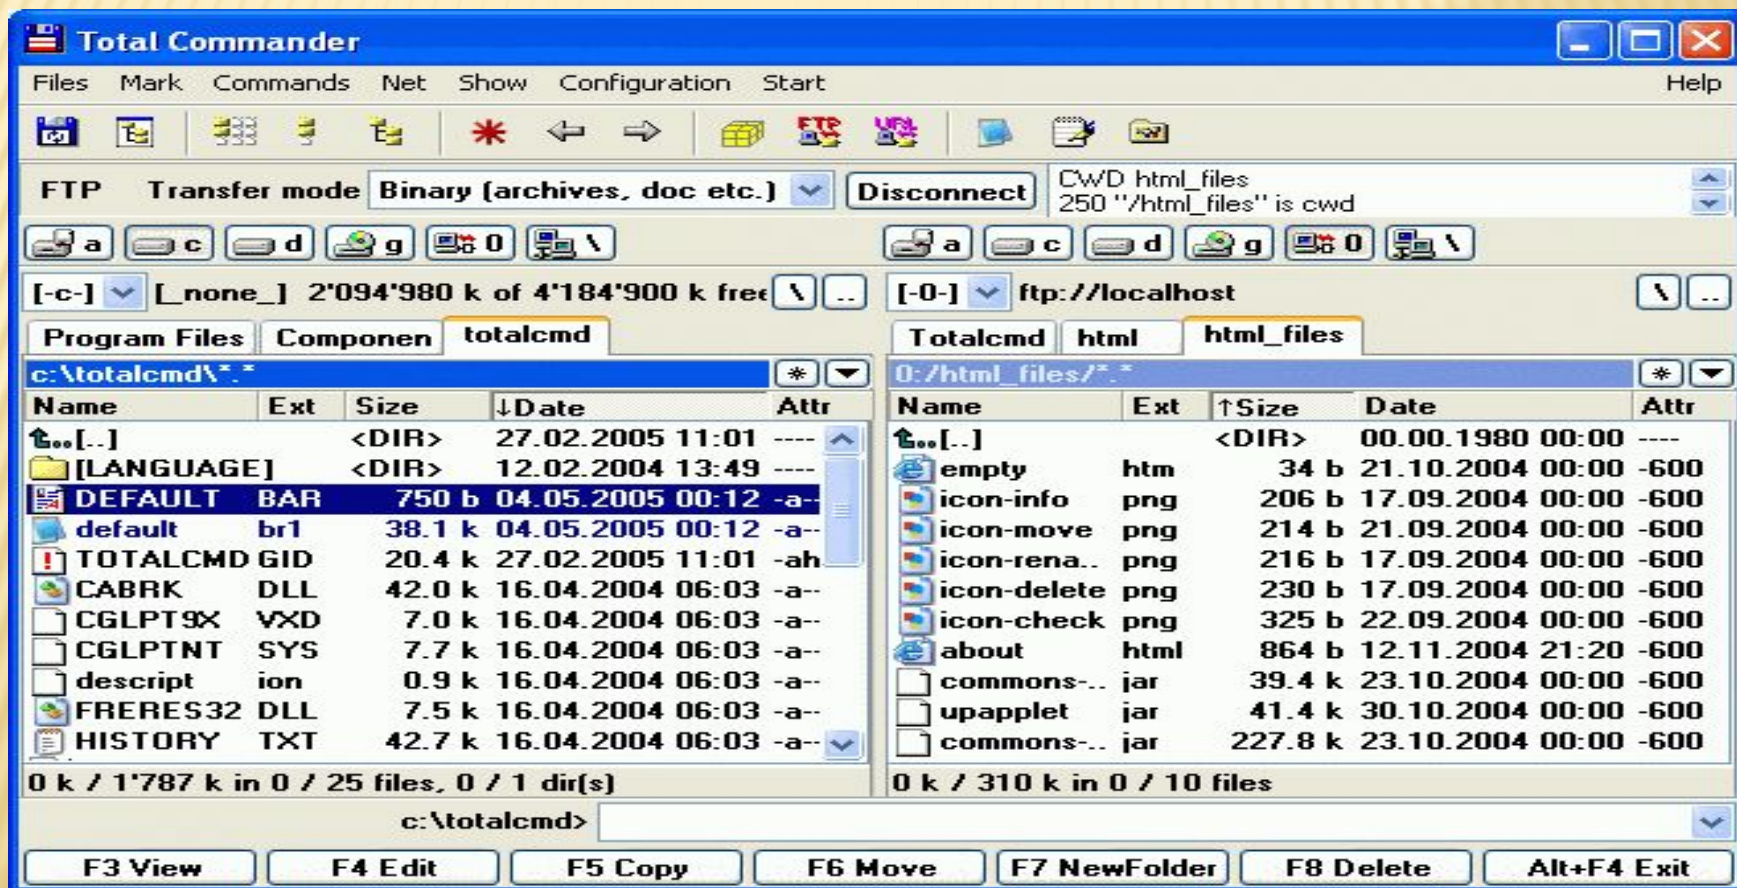 Total Commander
Files Mark Commands Net Show Configuration Start Help
FTP URL
FTP Transfer mode Binary (archives, doc etc.) Disconnect
CWD html_files
250 "/html_files" is cwd
a c d g 0 \ a c d g 0 \
[-c-] [_none_] 2'094'980 k of 4'184'900 k free \ .. [-0-] ftp://localhost \ ..
Program Files Componen totalcmd Totalcmd html html_files
c:\totalcmd\*.* * 0:/html_files/*.* *
Name Ext Size ↓Date Attr
[..] <DIR> 27.02.2005 11:01 ----
[LANGUAGE] <DIR> 12.02.2004 13:49 ----
DEFAULT BAR 750 b 04.05.2005 00:12 -a--
default br1 38.1 k 04.05.2005 00:12 -a--
TOTALCMD GID 20.4 k 27.02.2005 11:01 -ah
CABRK DLL 42.0 k 16.04.2004 06:03 -a--
CGLPT9X VXD 7.0 k 16.04.2004 06:03 -a--
CGLPTNT SYS 7.7 k 16.04.2004 06:03 -a--
descript ion 0.9 k 16.04.2004 06:03 -a--
FRERES32 DLL 7.5 k 16.04.2004 06:03 -a--
HISTORY TXT 42.7 k 16.04.2004 06:03 -a--
0 k / 1'787 k in 0 / 25 files, 0 / 1 dir(s)
Name Ext ↑Size Date Attr
[..] <DIR> 00.00.1980 00:00 ----
empty htm 34 b 21.10.2004 00:00 -600
icon-info png 206 b 17.09.2004 00:00 -600
icon-move png 214 b 21.09.2004 00:00 -600
icon-rena.. png 216 b 17.09.2004 00:00 -600
icon-delete png 230 b 17.09.2004 00:00 -600
icon-check png 325 b 22.09.2004 00:00 -600
about html 864 b 12.11.2004 21:20 -600
commons-.. jar 39.4 k 23.10.2004 00:00 -600
upapplet jar 41.4 k 30.10.2004 00:00 -600
commons-.. jar 227.8 k 23.10.2004 00:00 -600
0 k / 310 k in 0 / 10 files
c:\totalcmd>
F3 View F4 Edit F5 Copy F6 Move F7 NewFolder F8 Delete Alt+F4 Exit